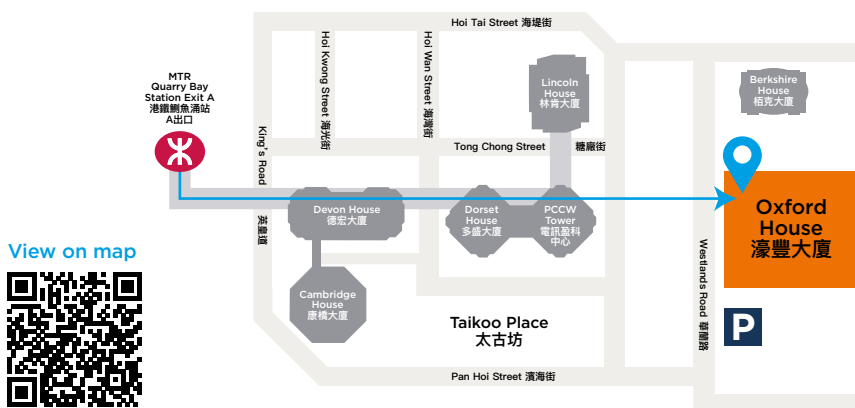 Hoi Tai Street 海堤街
MTR
Quarry Bay
Station Exit A
港鐵鰂魚涌站
A出口
Hoi Kwong Street 海光街
Hoi Wan Street 海灣街
Lincoln
House
林肯大廈
Berkshire
House
栢克大廈
King's Road 英皇道
Tong Chong Street 糖廠街
Devon House
德宏大廈
Dorset
House
多盛大廈
PCCW
Tower
電訊盈科
中心
Oxford
House
濠豐大廈
View on map
Cambridge
House
康橋大廈
Taikoo Place
太古坊
Westlands Road 華蘭路
P
Pan Hoi Street 濱海街